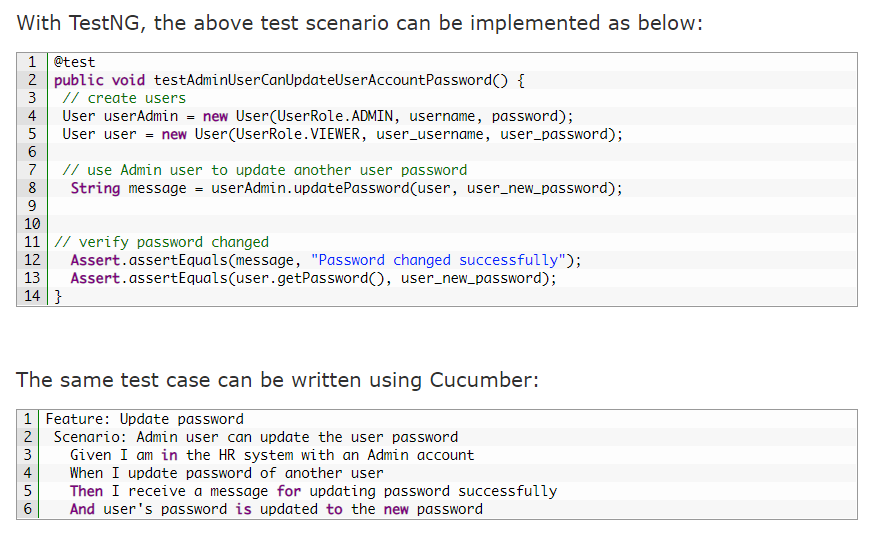 With TestNG, the above test scenario can be implemented as below:
1 @test
2 public void testAdminUserCanUpdateUserAccountPassword() {
3 // create users
4 User userAdmin = new User(UserRole.ADMIN, username, password);
5 User user = new User(UserRole.VIEWER, user_username, user_password);
6
7 // use Admin user to update another user password
8 String message = userAdmin.updatePassword(user, user_new_password);
9
10
11 // verify password changed
12 Assert.assertEquals(message, "Password changed successfully");
13 Assert.assertEquals(user.getPassword(), user_new_password);
14 }
The same test case can be written using Cucumber:
1 Feature: Update password
2 Scenario: Admin user can update the user password
3 Given I am in the HR system with an Admin account
4 When I update password of another user
5 Then I receive a message for updating password successfully
6 And user's password is updated to the new password